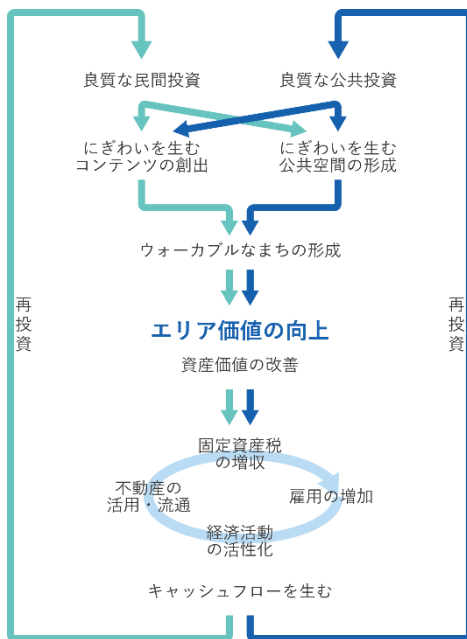 良質な民間投資
良質な公共投資
にぎわいを生む
コンテンツの創出
にぎわいを生む
公共空間の形成
ウォーカブルなまちの形成
再投資
再投資
エリア価値の向上
資産価値の改善
固定資産税
の増収
不動産の
活用・流通
雇用の増加
経済活動
の活性化
キャッシュフローを生む